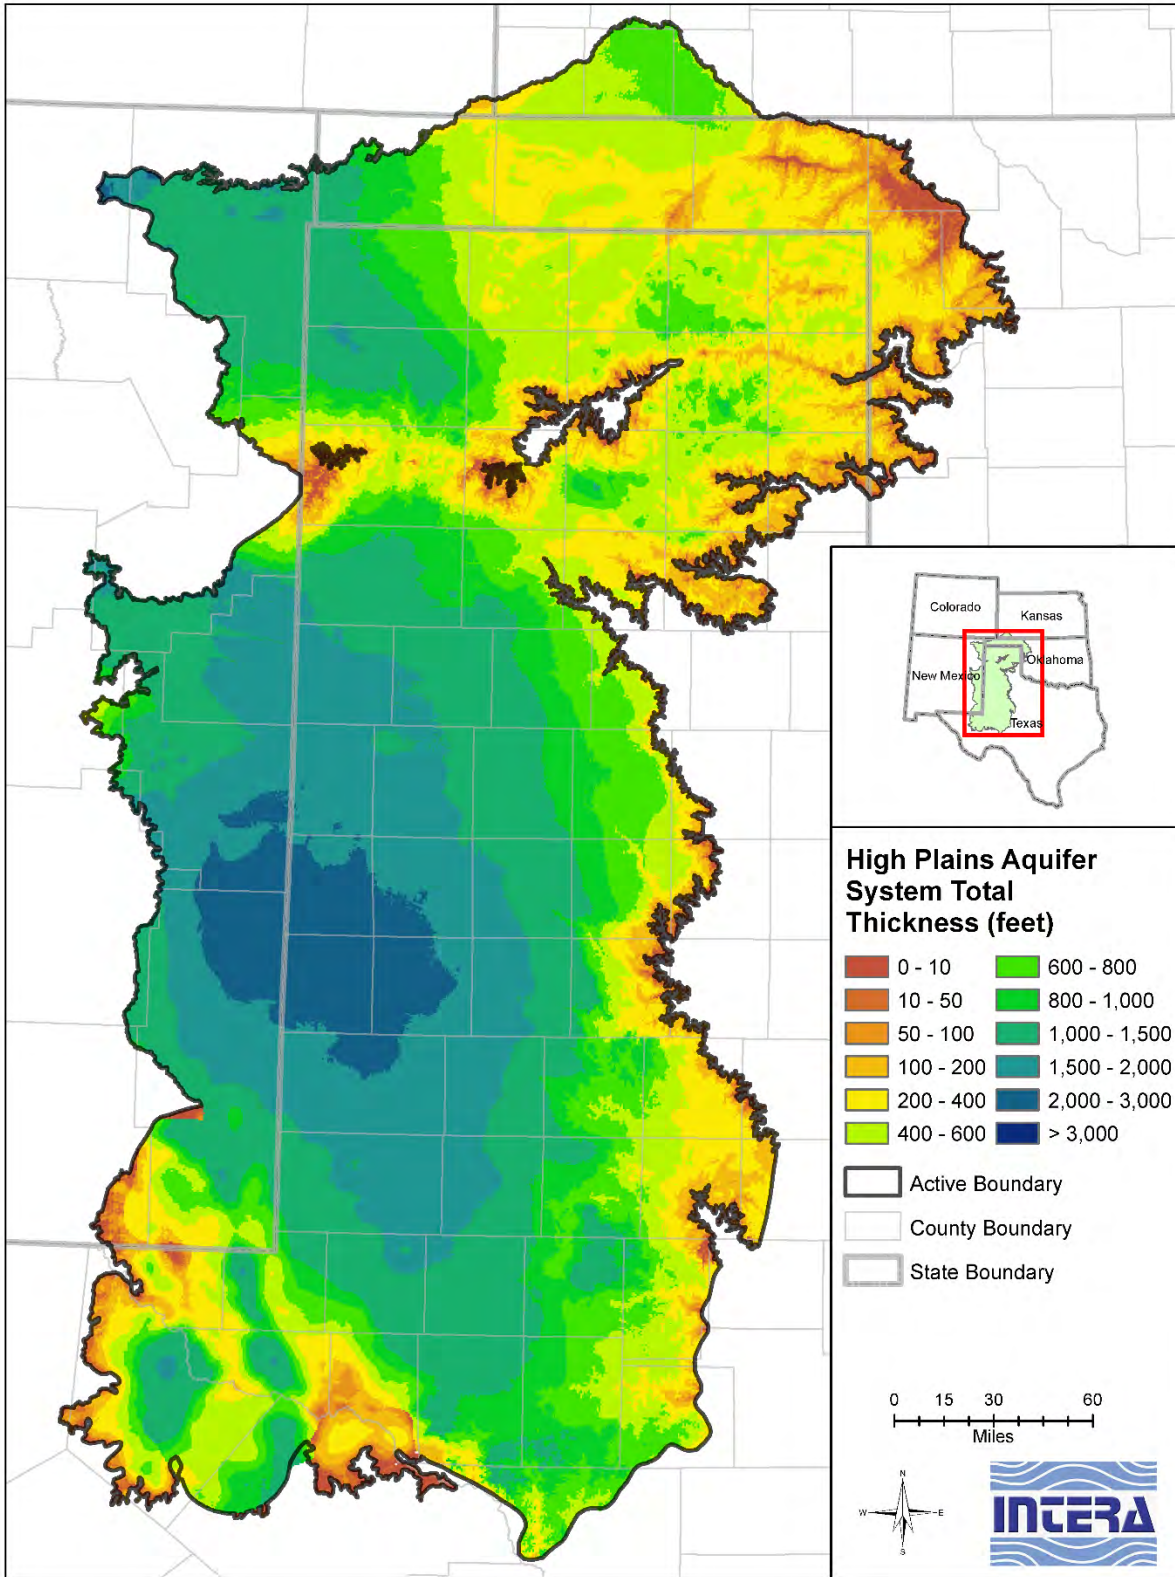 Colorado
Kansas
New Mexico
Oklahoma
Texas
High Plains Aquifer
System Total
Thickness (feet)
0 - 10
10 - 50
50 - 100
100 - 200
200 - 400
400 - 600
600 - 800
800 - 1,000
1,000 - 1,500
1,500 - 2,000
2,000 - 3,000
> 3,000
Active Boundary
County Boundary
State Boundary
0 15 30 60
Miles
N
W E
S
INTERA